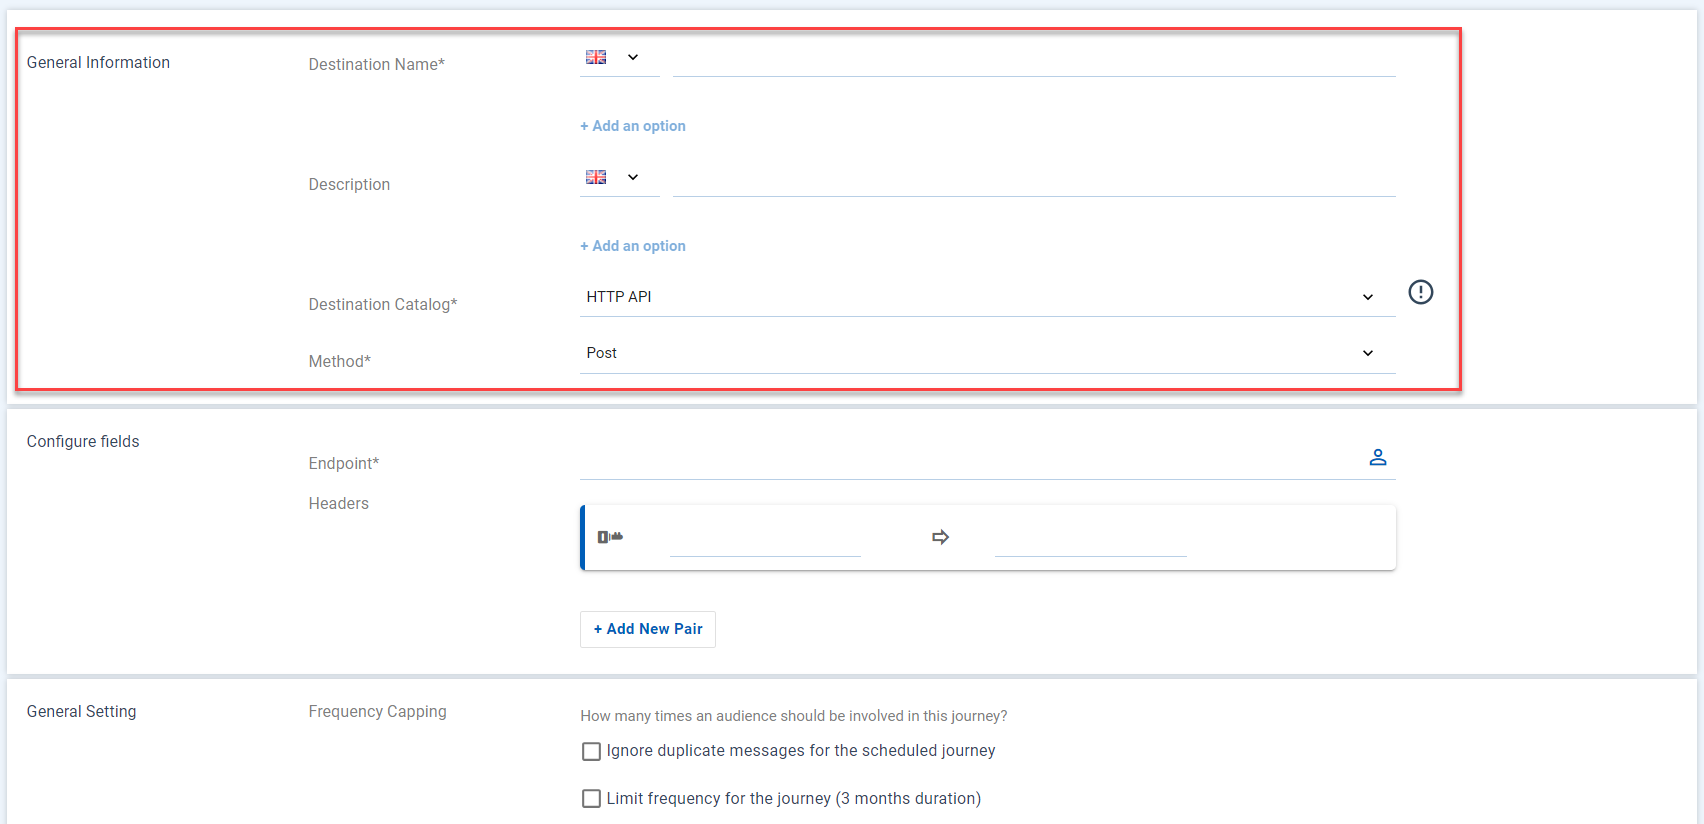 General Information
Destination Name*
+ Add an option
Description
+ Add an option
Destination Catalog*
HTTP API
Method*
Post
Configure fields
Endpoint*
Headers
+ Add New Pair
General Setting
Frequency Capping
How many times an audience should be involved in this journey?
Ignore duplicate messages for the scheduled journey
Limit frequency for the journey (3 months duration)